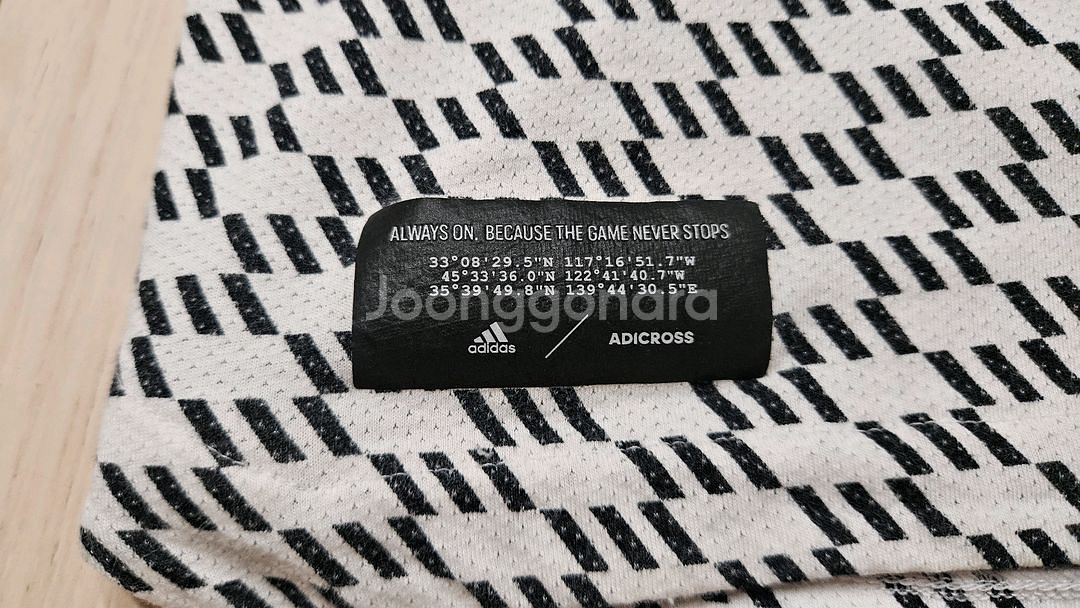 ALWAYS ON, BECAUSE THE GAME NEVER STOPS
33°08'29.5"N 117°16'51.7"W
45°33'36.0"N 122°41'40.7"W
35°39'49.8"N 139°44'30.5"E
Joonggonara
adidas / ADICROSS